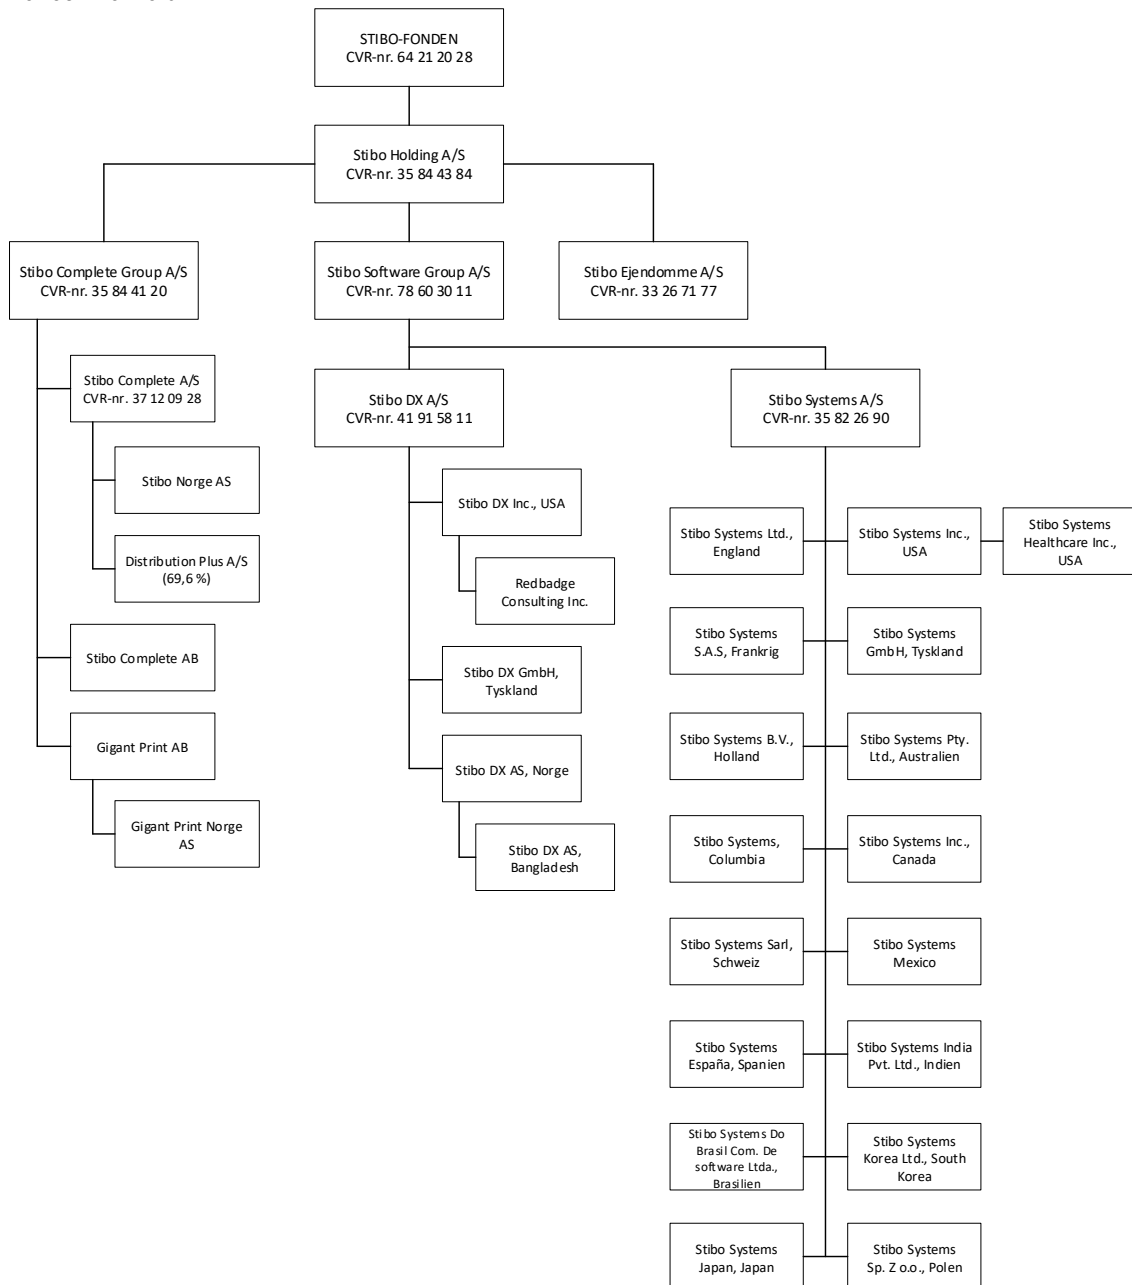 STIBO-FONDEN
CVR-nr. 64 21 20 28
Stibo Holding A/S
CVR-nr. 35 84 43 84
Stibo Complete Group A/S
CVR-nr. 35 84 41 20
Stibo Software Group A/S
CVR-nr. 78 60 30 11
Stibo Ejendomme A/S
CVR-nr. 33 26 71 77
Stibo Complete A/S
CVR-nr. 37 12 09 28
Stibo Norge AS
Distribution Plus A/S
(69,6 %)
Stibo Complete AB
Gigant Print AB
Gigant Print Norge
AS
Stibo DX A/S
CVR-nr. 41 91 58 11
Stibo DX Inc., USA
Redbadge
Consulting Inc.
Stibo DX GmbH,
Tyskland
Stibo DX AS, Norge
Stibo DX AS,
Bangladesh
Stibo Systems A/S
CVR-nr. 35 82 26 90
Stibo Systems Ltd.,
England
Stibo Systems Inc.,
USA
Stibo Systems
Healthcare Inc.,
USA
Stibo Systems
S.A.S, Frankrig
Stibo Systems
GmbH, Tyskland
Stibo Systems B.V.,
Holland
Stibo Systems Pty.
Ltd., Australien
Stibo Systems,
Columbia
Stibo Systems Inc.,
Canada
Stibo Systems Sarl,
Schweiz
Stibo Systems
Mexico
Stibo Systems
España, Spanien
Stibo Systems India
Pvt. Ltd., Indien
Stibo Systems Do
Brasil Com. De
software Ltda.,
Brasilien
Stibo Systems
Korea Ltd., South
Korea
Stibo Systems
Japan, Japan
Stibo Systems
Sp. Z o.o., Polen